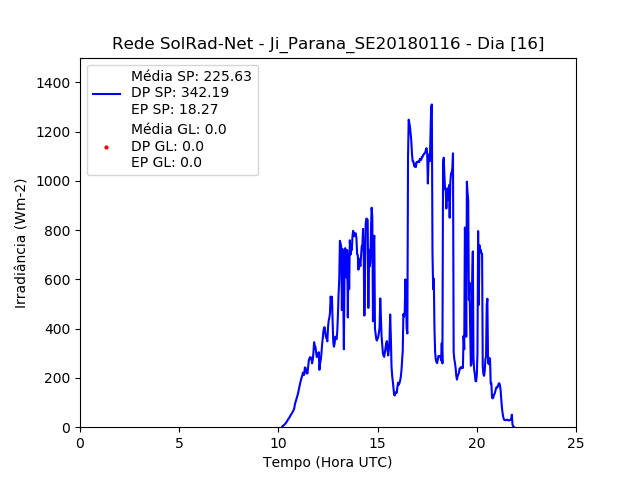 Rede SolRad-Net - Ji_Parana_SE20180116 - Dia [16]
Média SP: 225.63
DP SP: 342.19
EP SP: 18.27
Média GL: 0.0
DP GL: 0.0
EP GL: 0.0
Irradiância (Wm-2)
1400
1200
1000
800
600
400
200
0
0 5 10 15 20 25
Tempo (Hora UTC)